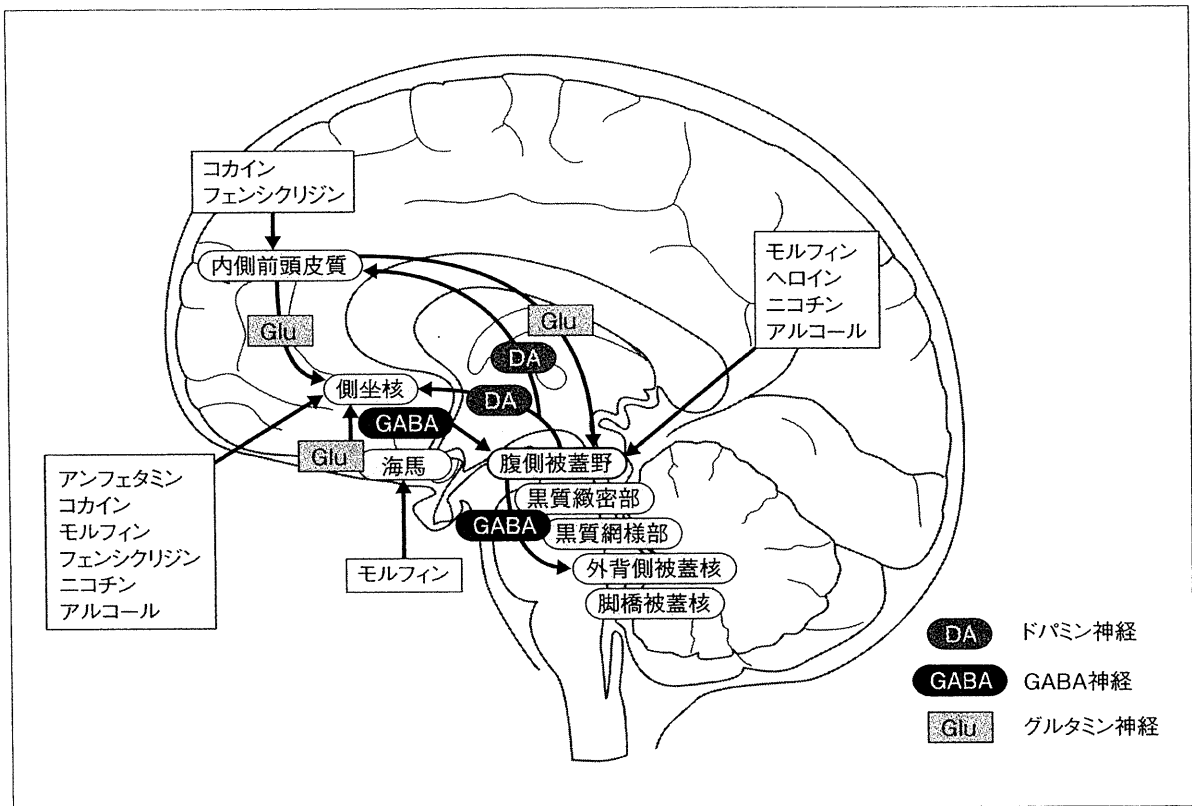 コカイン
フェンシクリジン
内側前頭皮質
モルフィン
ヘロイン
ニコチン
アルコール
Glu
Glu
DA
側坐核
DA
GABA
Glu
海馬
腹側被蓋野
アンフェタミン
コカイン
モルフィン
フェンシクリジン
ニコチン
アルコール
黒質緻密部
GABA
黒質網様部
モルフィン
外背側被蓋核
脚橋被蓋核
DA ドパミン神経
GABA GABA神経
Glu グルタミン神経